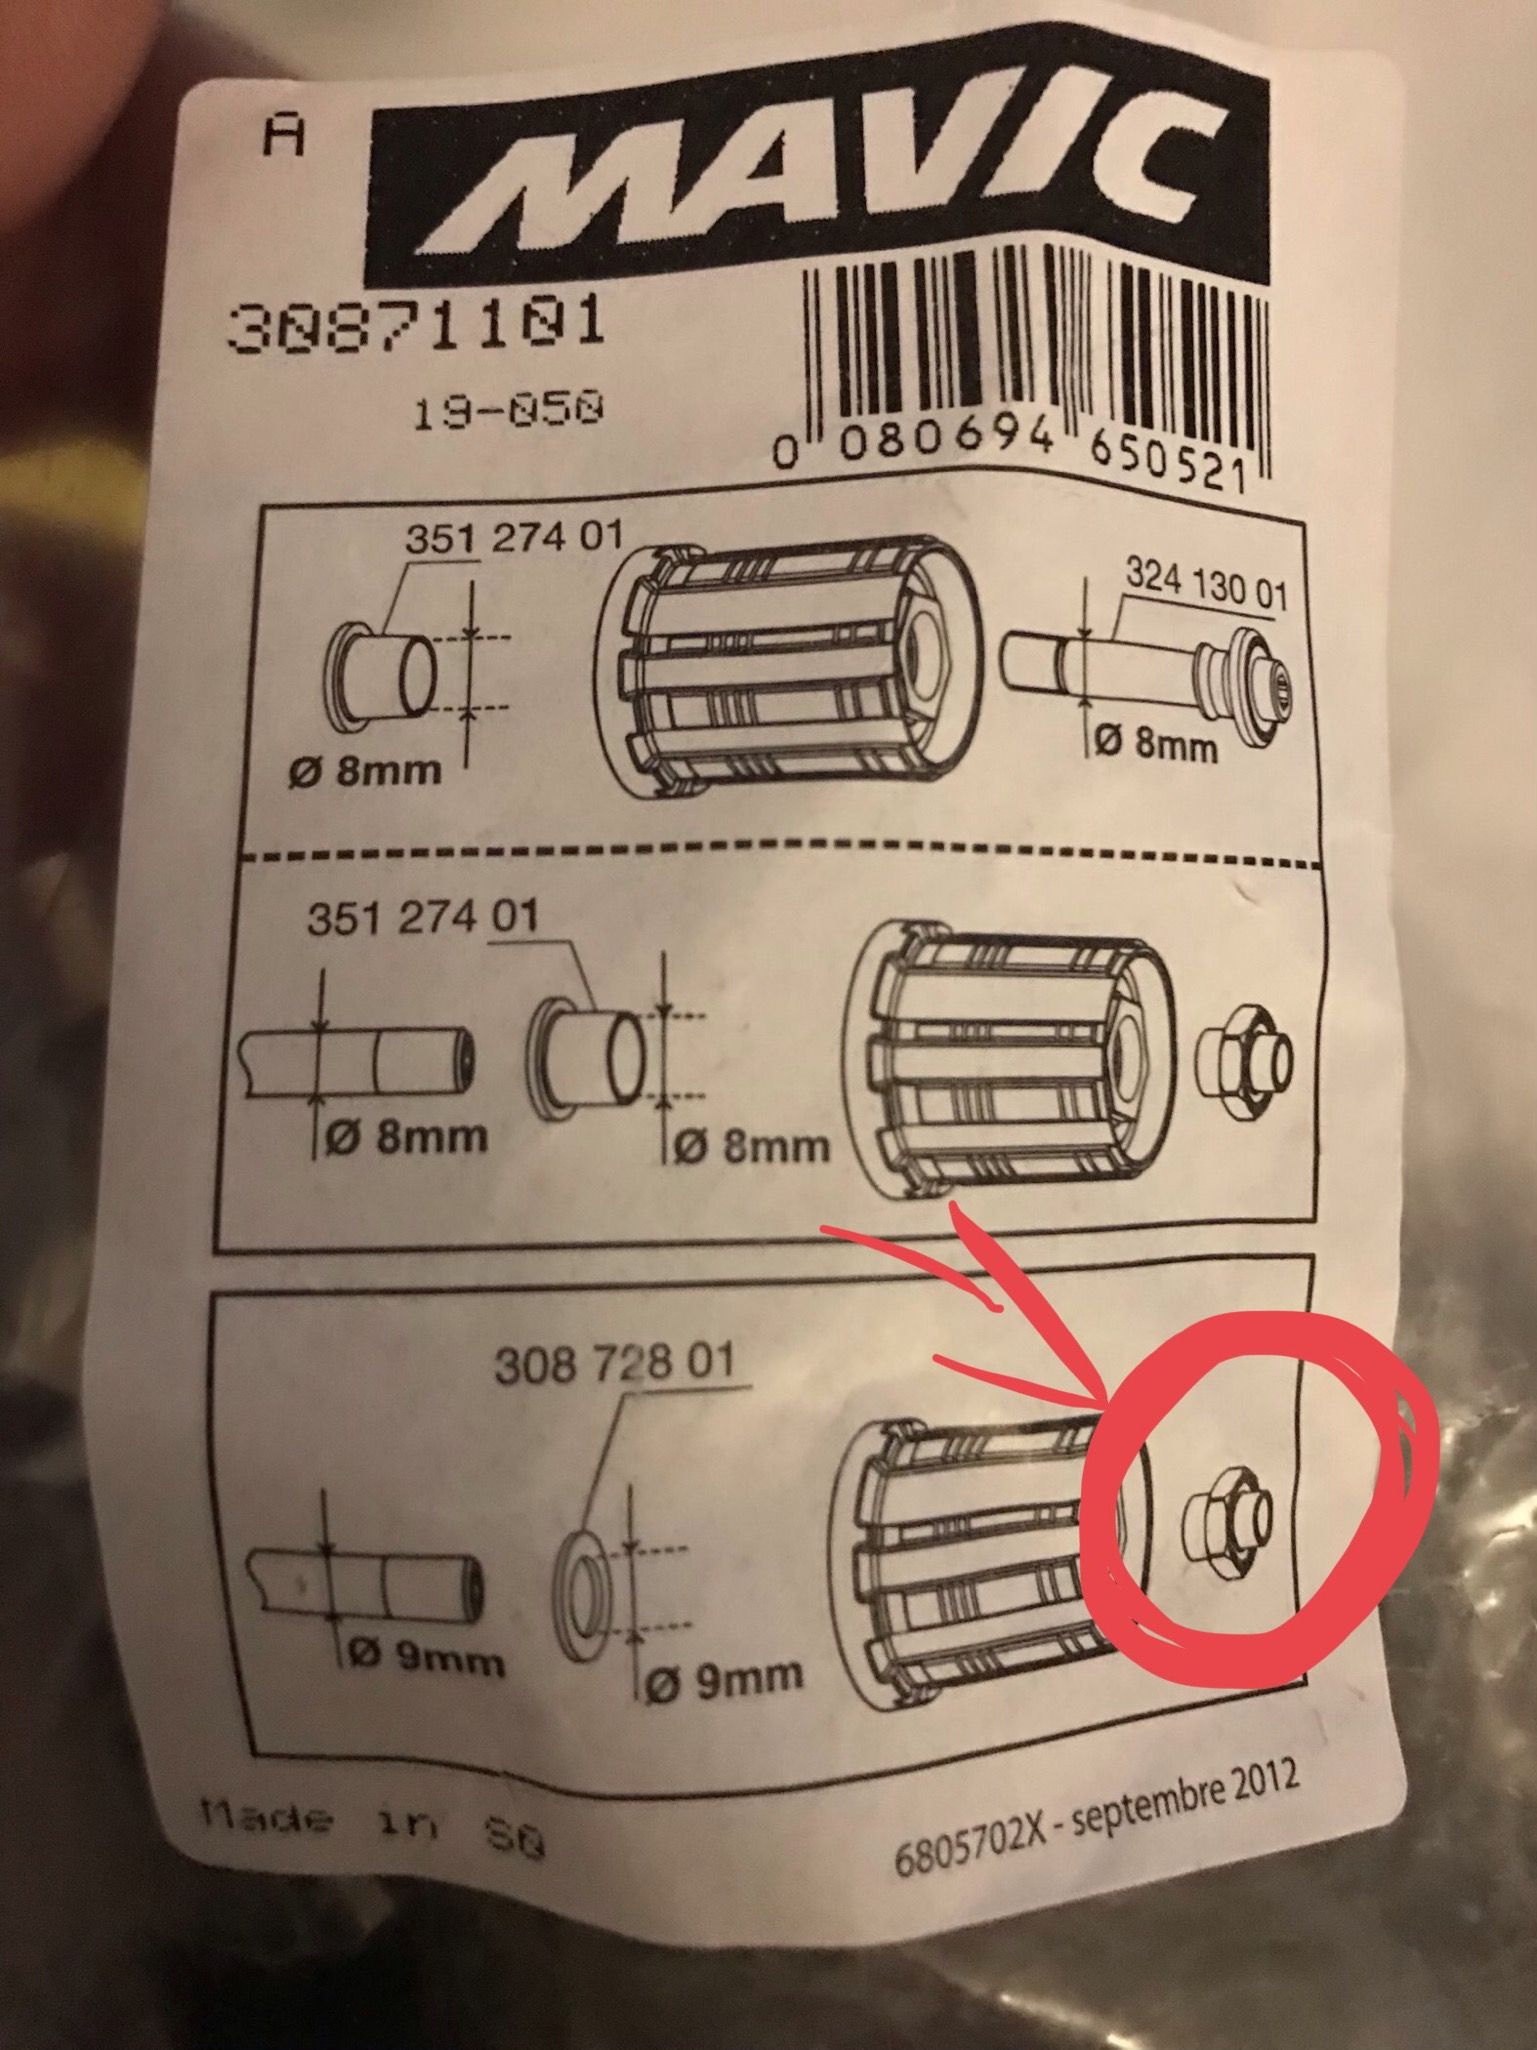 A
MAVIC
30871101
19-050
0 080694 650521
351 274 01
324 130 01
Ø 8mm
Ø 8mm
351 274 01
Ø 8mm
Ø 8mm
308 728 01
Ø 9mm
Ø 9mm
Made in
6805702X - septembre 2012